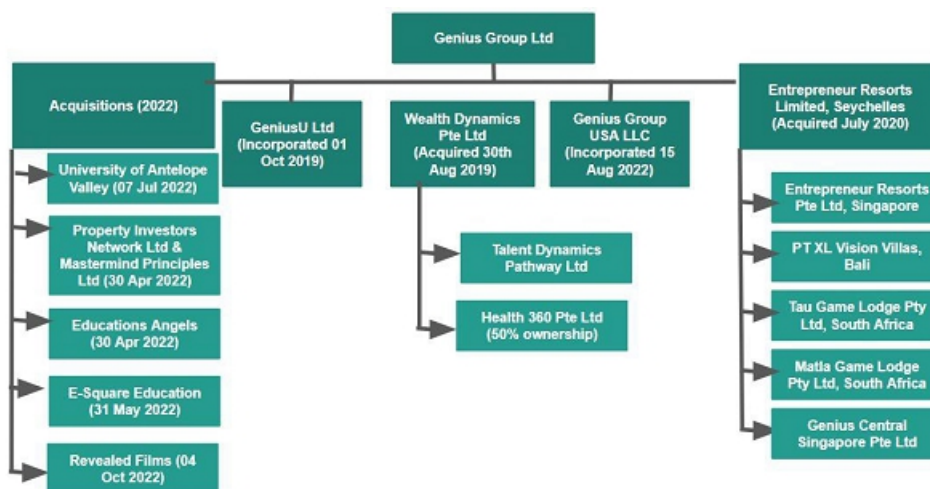 Genius Group Ltd
Acquisitions (2022)
GeniusU Ltd
(Incorporated 01
Oct 2019)
Wealth Dynamics
Pte Ltd
(Acquired 30th
Aug 2019)
Genius Group
USA LLC
(Incorporated 15
Aug 2022)
Entrepreneur Resorts
Limited, Seychelles
(Acquired July 2020)
University of Antelope
Valley (07 Jul 2022)
Property Investors
Network Ltd &
Mastermind Principles
Ltd (30 Apr 2022)
Educations Angels
(30 Apr 2022)
E-Square Education
(31 May 2022)
Revealed Films (04
Oct 2022)
Talent Dynamics
Pathway Ltd
Health 360 Pte Ltd
(50% ownership)
Entrepreneur Resorts
Pte Ltd, Singapore
PT XL Vision Villas,
Bali
Tau Game Lodge Pty
Ltd, South Africa
Matla Game Lodge
Pty Ltd, South Africa
Genius Central
Singapore Pte Ltd